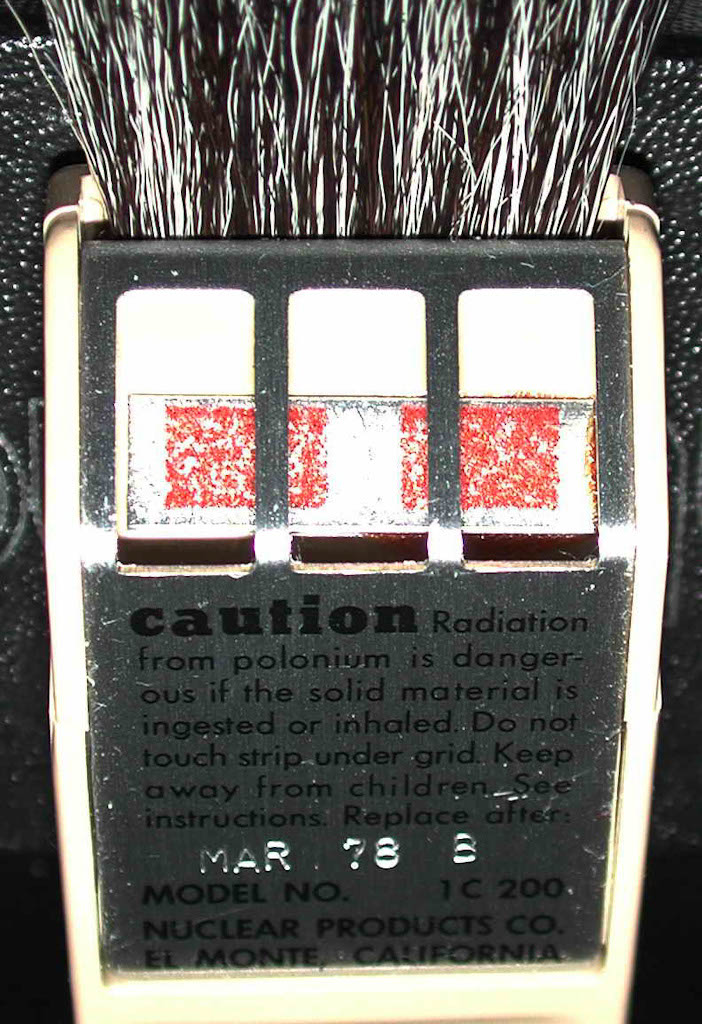 caution Radiation
from polonium is danger-
ous if the solid material is
ingested or inhaled. Do not
touch strip under grid. Keep
away from children. See
instructions. Replace after:
MAR 78 B
MODEL NO. 1C 200
NUCLEAR PRODUCTS CO.
EL MONTE, CALIFORNIA